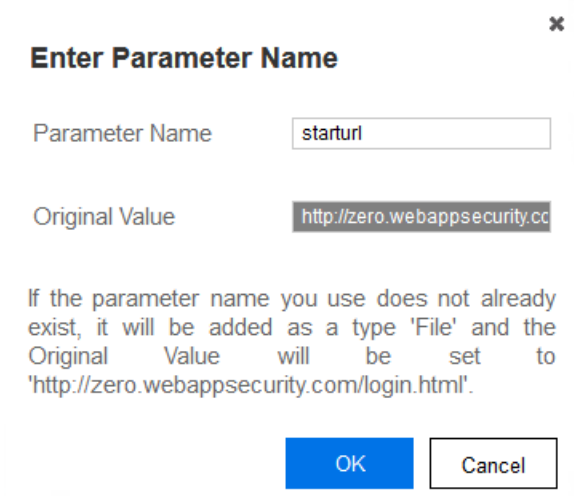 Enter Parameter Name
Parameter Name starturl
Original Value http://zero.webappsecurity.cc
If the parameter name you use does not already
exist, it will be added as a type 'File' and the
Original Value will be set to
'http://zero.webappsecurity.com/login.html'.
OK Cancel